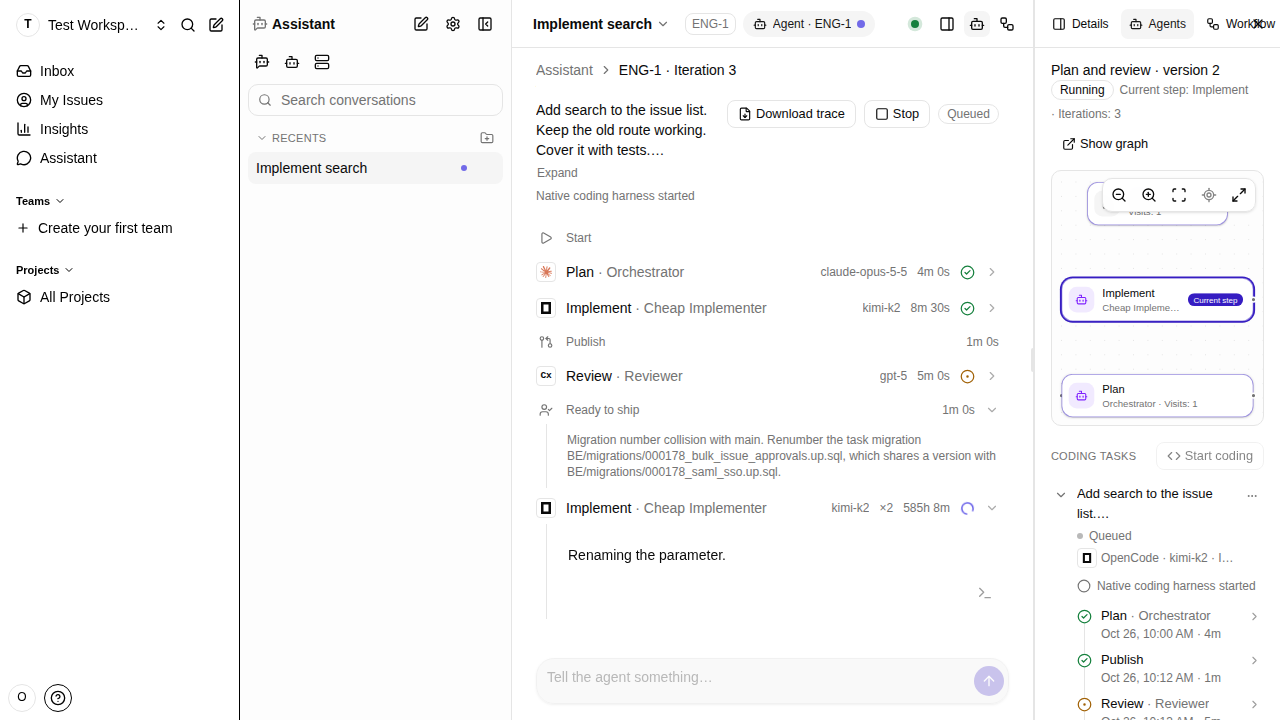 T Test Worksp…
Inbox
My Issues
Insights
Assistant
Teams
Create your first team
Projects
All Projects
O
Assistant
Search conversations
RECENTS
Implement search
Implement search
ENG-1
Agent · ENG-1
Assistant > ENG-1 · Iteration 3
Add search to the issue list.
Keep the old route working.
Cover it with tests.…
Download trace
Stop
Queued
Expand
Native coding harness started
Start
Plan · Orchestrator claude-opus-5-5 4m 0s
Implement · Cheap Implementer kimi-k2 8m 30s
Publish 1m 0s
Cx Review · Reviewer gpt-5 5m 0s
Ready to ship 1m 0s
Migration number collision with main. Renumber the task migration
BE/migrations/000178_bulk_issue_approvals.up.sql, which shares a version with
BE/migrations/000178_saml_sso.up.sql.
Implement · Cheap Implementer kimi-k2 ×2 585h 8m
Renaming the parameter.
Tell the agent something…
Details
Agents
Plan and review · version 2
Running Current step: Implement
· Iterations: 3
Show graph
Visits: 1
Implement
Cheap Impleme…
Current step
Plan
Orchestrator · Visits: 1
CODING TASKS
Start coding
Add search to the issue
list.…
Queued
OpenCode · kimi-k2 · I…
Native coding harness started
Plan · Orchestrator
Oct 26, 10:00 AM · 4m
Publish
Oct 26, 10:12 AM · 1m
Review · Reviewer